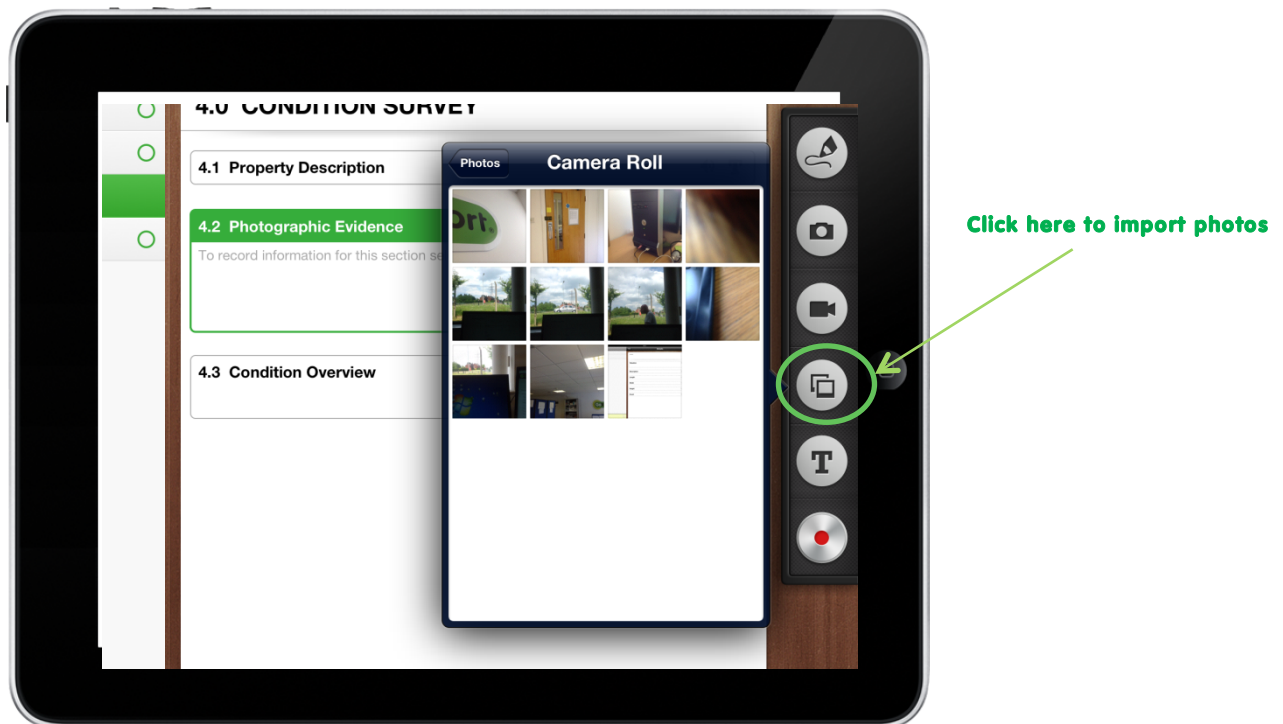 4.0 CONDITION SURVEY
4.1 Property Description
4.2 Photographic Evidence
To record information for this section se
4.3 Condition Overview
Photos
Camera Roll
ort.
T
Click here to import photos